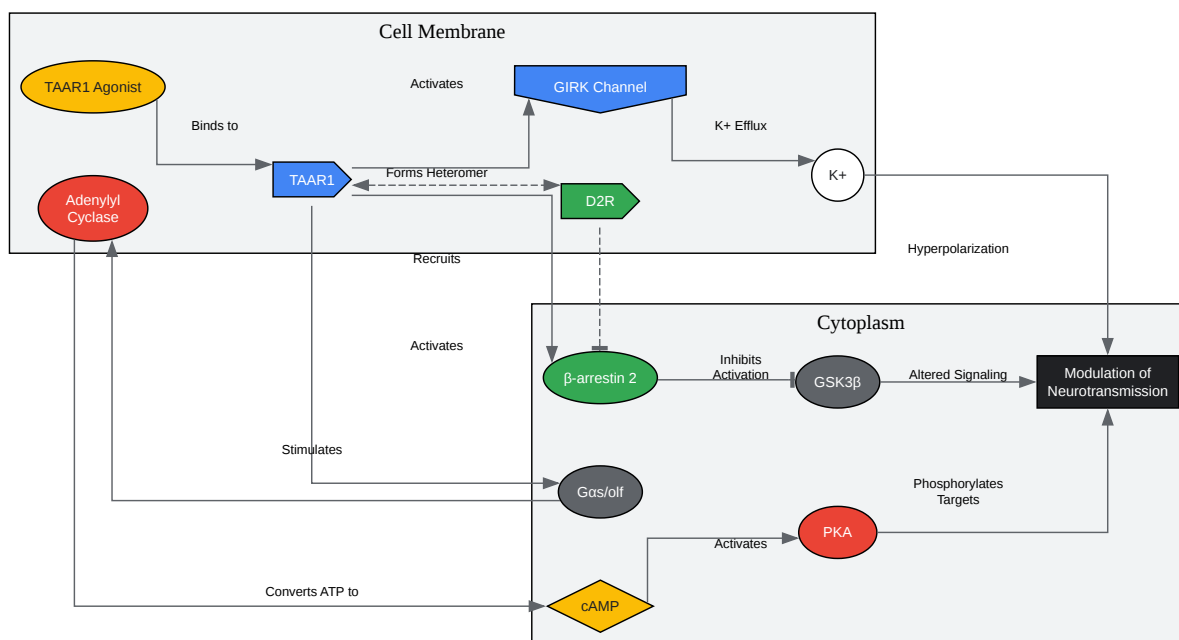 Cell Membrane
TAAR1 Agonist
Activates
GIRK Channel
Binds to
K+ Efflux
TAAR1
Forms Heteromer
K+
Adenylyl
Cyclase
D2R
Recruits
Hyperpolarization
Cytoplasm
Activates
β-arrestin 2
Inhibits
Activation
GSK3β
Altered Signaling
Modulation of
Neurotransmission
Stimulates
Gαs/olf
Phosphorylates
Targets
PKA
Activates
Converts ATP to
cAMP